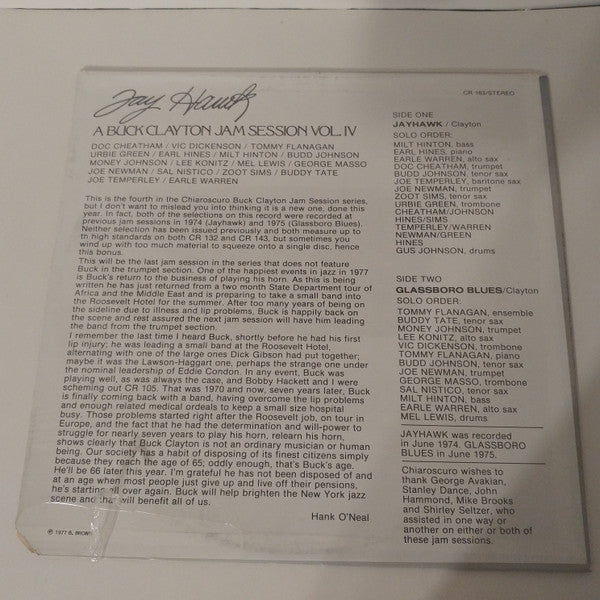 CR 163/STEREO
Jay Hawk
A BUCK CLAYTON JAM SESSION VOL. IV
DOC CHEATHAM / VIC DICKENSON / TOMMY FLANAGAN
URBIE GREEN / EARL HINES / MILT HINTON / BUDD JOHNSON
MONEY JOHNSON / LEE KONITZ / MEL LEWIS / GEORGE MASSO
JOE NEWMAN / SAL NISTICO / ZOOT SIMS / BUDDY TATE
JOE TEMPERLEY / EARLE WARREN
This is the fourth in the Chiaroscuro Buck Clayton Jam Session series,
but I don't want to mislead you into thinking it is a new one, done this
year. In fact, both of the selections on this record were recorded at
previous jam sessions in 1974 (Jayhawk) and 1975 (Glassboro Blues).
Neither selection has been issued previously and both measure up to
th high standards on both CR 132 and CR 143, but sometimes you
wind up with too much material to squeeze onto a single disc, hence
this bonus.
This will be the last jam session in the series that does not feature
Buck in the trumpet section. One of the happiest events in jazz in 1977
is Buck's return to the business of playing his horn. As this is being
written he has just returned from a two month State Department tour of
Africa and the Middle East and is preparing to take a small band into
the Roosevelt Hotel for the summer. After too many years of being on
the sideline due to illness and lip problems, Buck is happily back on
the scene and rest assured the next jam session will have him leading
the band from the trumpet section.
I remember the last time I heard Buck, shortly before he had his first
lip injury; he was leading a small band at the Roosevelt Hotel,
alternating with one of the large ones Dick Gibson had put together;
maybe it was the Lawson-Haggart one, perhaps the strange one under
the nominal leadership of Eddie Condon. In any event, Buck was
playing well, as was always the case, and Bobby Hackett and I were
scheming out CR 105. That was 1970 and now, seven years later, Buck
is finally coming back with a band, having overcome the lip problems
and enough related medical ordeals to keep a small size hospital
busy. Those problems started right after the Roosevelt job, on tour in
Europe, and the fact that he had the determination and will-power to
struggle for nearly seven years to play his horn, relearn his horn,
shows clearly that Buck Clayton is not an ordinary musician or human
being. Our society has a habit of disposing of its finest citizens simply
because they reach the age of 65; oddly enough, that's Buck's age.
He'll be 66 later this year. I'm grateful he has not been disposed of and
at an age when most people just give up and live off their pensions,
he's starting all over again. Buck will help brighten the New York jazz
scene and that will benefit all of us.
Hank O'Neal
℗ 1977 B. BROWN
SIDE ONE
JAYHAWK / Clayton
SOLO ORDER:
MILT HINTON, bass
EARL HINES, piano
EARLE WARREN, alto sax
DOC CHEATHAM, trumpet
BUDD JOHNSON, tenor sax
JOE TEMPERLEY, baritone sax
JOE NEWMAN, trumpet
ZOOT SIMS, tenor sax
URBIE GREEN, trombone
CHEATHAM/JOHNSON
HINES/SIMS
TEMPERLEY/WARREN
NEWMAN/GREEN
HINES
GUS JOHNSON, drums
SIDE TWO
GLASSBORO BLUES/Clayton
SOLO ORDER:
TOMMY FLANAGAN, ensemble
BUDDY TATE, tenor sax
MONEY JOHNSON, trumpet
LEE KONITZ, alto sax
VIC DICKENSON, trombone
TOMMY FLANAGAN, piano
BUDD JOHNSON, tenor sax
JOE NEWMAN, trumpet
GEORGE MASSO, trombone
SAL NISTICO, tenor sax
MILT HINTON, bass
EARLE WARREN, alto sax
MEL LEWIS, drums
JAYHAWK was recorded
in June 1974. GLASSBORO
BLUES in June 1975.
Chiaroscuro wishes to
thank George Avakian,
Stanley Dance, John
Hammond, Mike Brooks
and Shirley Seltzer, who
assisted in one way or
another on either or both of
these jam sessions.